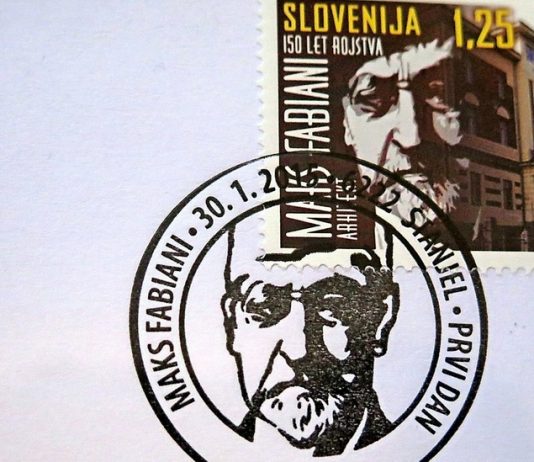 SLOVENIJA 1,25
150 LET ROJSTVA
MAKS FABIANI
ARHITEKT
MAKS FABIANI • 30. 1. 2015 • 6222 ŠTANJEL • PRVI DAN